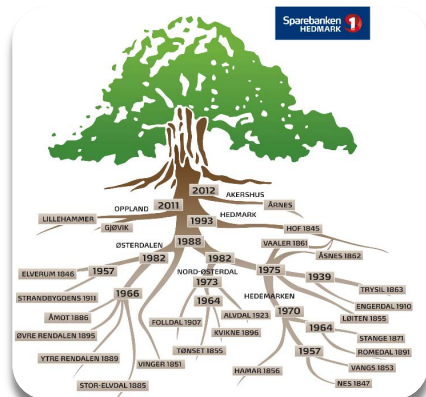 Sparebanken
HEDMARK
1
2012
AKERSHUS
ÅRNES
OPPLAND
2011
LILLEHAMMER
GJØVIK
HEDMARK
1993
HOF 1845
1988
ØSTERDALEN
VAALER 1861
ÅSNES 1862
1982
1982
NORD-ØSTERDAL
ELVERUM 1846
1957
1975
1939
1973
TRYSIL 1863
STRANDBYGDENS 1911
1966
HEDEMARKEN
ENGERDAL 1910
1964
1970
LØITEN 1855
ÅMOT 1886
FOLLDAL 1907
ALVDAL 1923
1964
STANGE 1871
ØVRE RENDALEN 1895
KVIKNE 1896
ROMEDAL 1891
YTRE RENDALEN 1889
TØNSET 1855
1957
VINGER 1851
HAMAR 1856
VANGS 1853
STOR-ELVDAL 1885
NES 1847